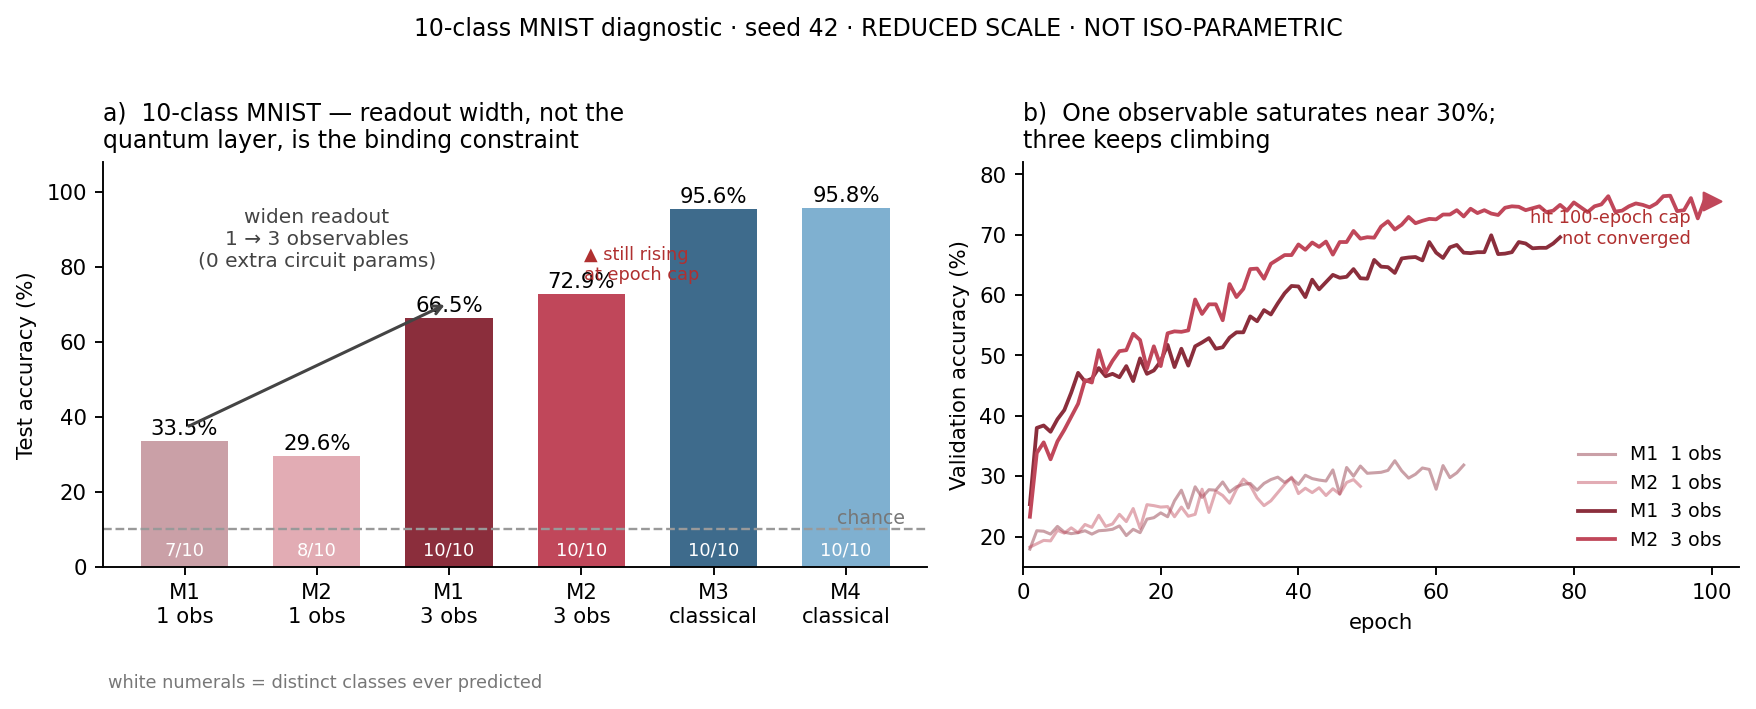 10-class MNIST diagnostic · seed 42 · REDUCED SCALE · NOT ISO-PARAMETRIC
a)  10-class MNIST — readout width, not the
quantum layer, is the binding constraint
Test accuracy (%)
100
80
60
40
20
0
widen readout
1 → 3 observables
(0 extra circuit params)
▲ still rising
at epoch cap
33.5%
29.6%
66.5%
72.9%
95.6%
95.8%
chance
7/10
8/10
10/10
10/10
10/10
10/10
M1
1 obs
M2
1 obs
M1
3 obs
M2
3 obs
M3
classical
M4
classical
white numerals = distinct classes ever predicted
b)  One observable saturates near 30%;
three keeps climbing
Validation accuracy (%)
80
70
60
50
40
30
20
hit 100-epoch cap
not converged
M1  1 obs
M2  1 obs
M1  3 obs
M2  3 obs
0
20
40
60
80
100
epoch